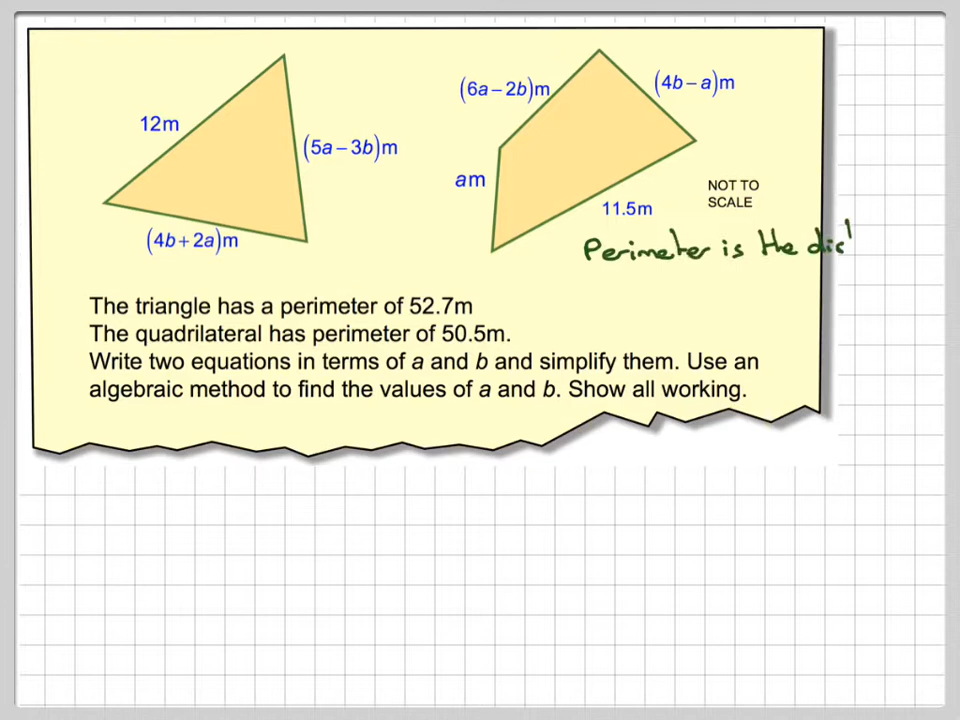 12m
(5a – 3b)m
(4b + 2a)m
(6a – 2b)m
(4b – a)m
am
11.5m
NOT TO
SCALE
Perimeter is the
The triangle has a perimeter of 52.7m
The quadrilateral has perimeter of 50.5m.
Write two equations in terms of a and b and simplify them. Use an
algebraic method to find the values of a and b. Show all working.